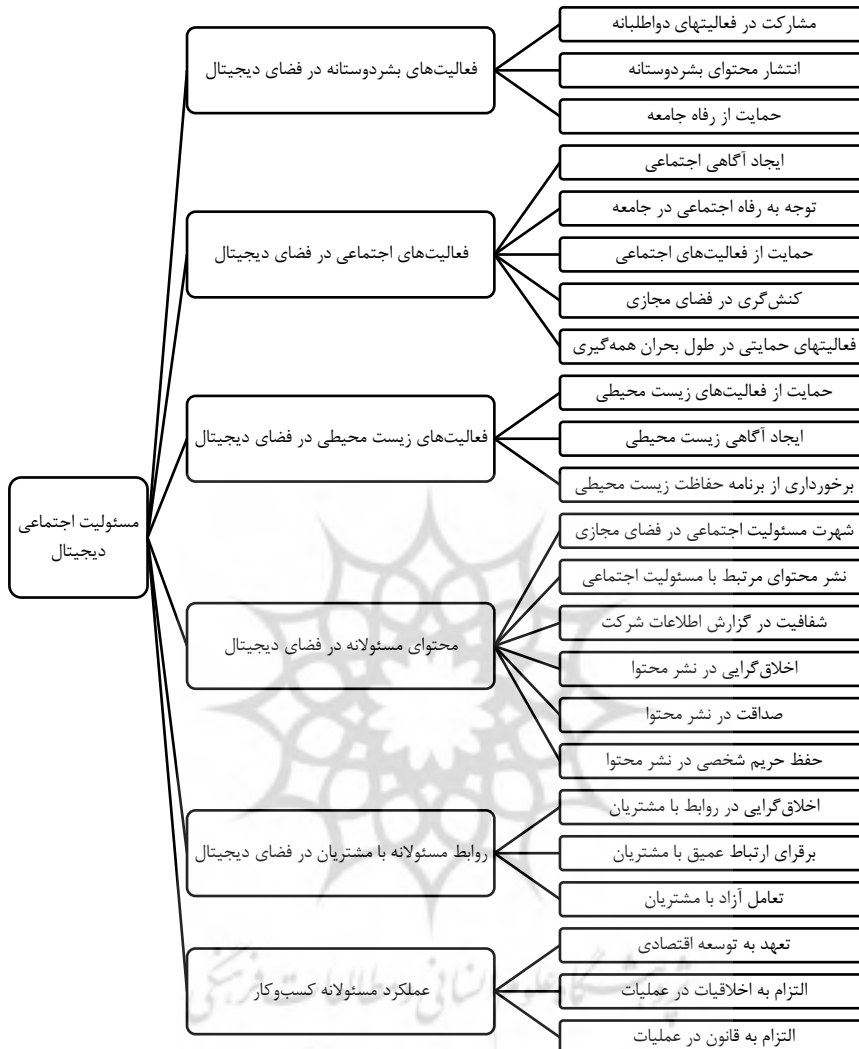 مسئولیت اجتماعی
دیجیتال
فعالیت‌های بشردوستانه در فضای دیجیتال
مشارکت در فعالیتهای دواطلبانه
انتشار محتوای بشردوستانه
حمایت از رفاه جامعه
فعالیت‌های اجتماعی در فضای دیجیتال
ایجاد آگاهی اجتماعی
توجه به رفاه اجتماعی در جامعه
حمایت از فعالیت‌های اجتماعی
کنش‌گری در فضای مجازی
فعالیتهای حمایتی در طول بحران همه‌گیری
فعالیت‌های زیست محیطی در فضای دیجیتال
حمایت از فعالیت‌های زیست محیطی
ایجاد آگاهی زیست محیطی
برخورداری از برنامه حفاظت زیست محیطی
محتوای مسئولانه در فضای دیجیتال
شهرت مسئولیت اجتماعی در فضای مجازی
نشر محتوای مرتبط با مسئولیت اجتماعی
شفافیت در گزارش اطلاعات شرکت
اخلاق‌گرایی در نشر محتوا
صداقت در نشر محتوا
حفظ حریم شخصی در نشر محتوا
روابط مسئولانه با مشتریان در فضای دیجیتال
اخلاق‌گرایی در روابط با مشتریان
برقرای ارتباط عمیق با مشتریان
تعامل آزاد با مشتریان
عملکرد مسئولانه کسب‌وکار
تعهد به توسعه اقتصادی
التزام به اخلاقیات در عملیات
التزام به قانون در عملیات
پژوهشگاه علوم انسانی و مطالعات فرهنگی